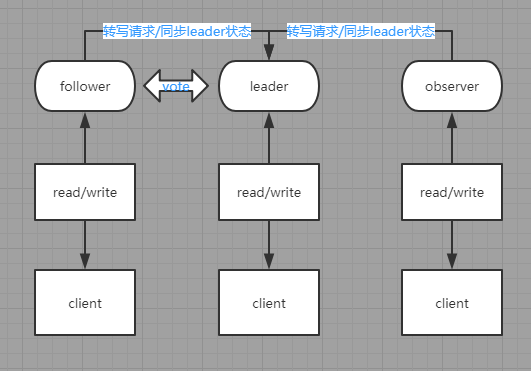 转写请求/同步leader状态 转写请求/同步leader状态
follower vote leader observer
read/write read/write read/write
client client client